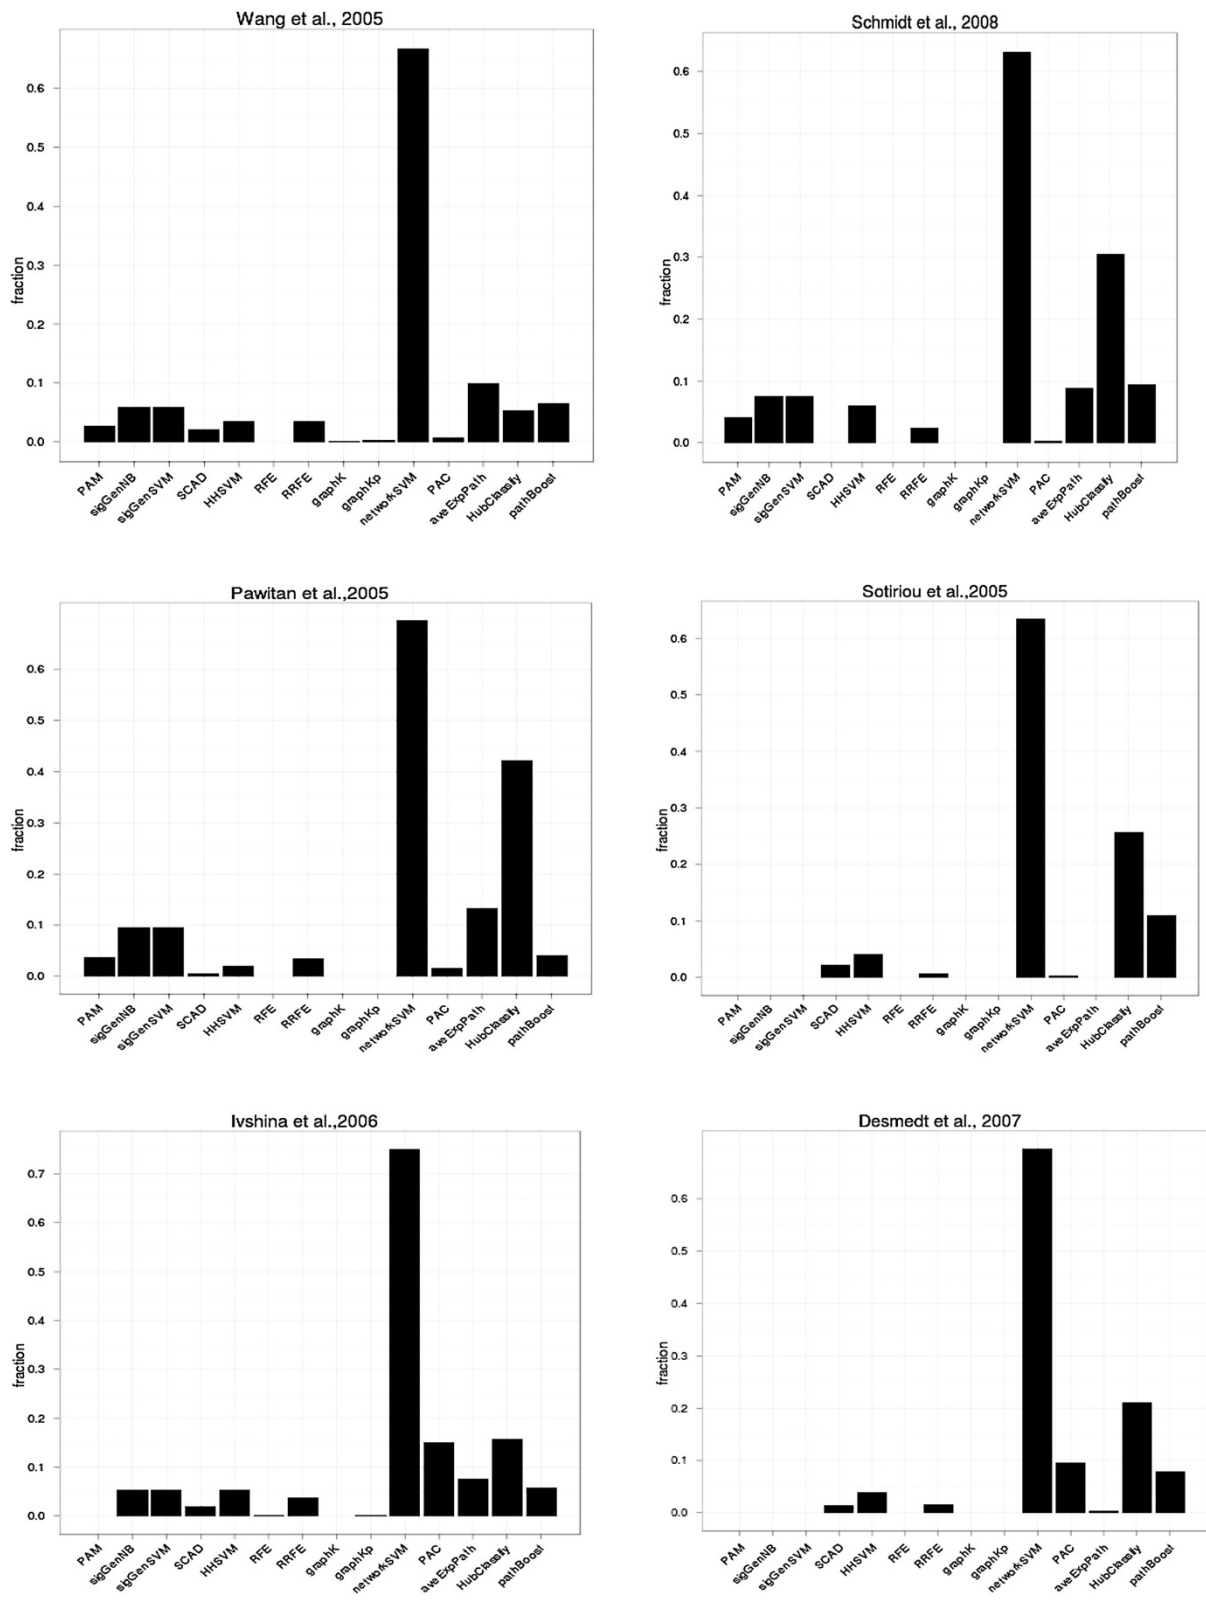 Wang et al., 2005
fraction
0.6
0.5
0.4
0.3
0.2
0.1
0.0
PAM
sigGenNB
sigGenSVM
SCAD
HHSVM
RFE
RRFE
graphK
graphKp
networkSVM
PAC
aveExpPath
HubClassify
pathBoost
Schmidt et al., 2008
fraction
0.6
0.5
0.4
0.3
0.2
0.1
0.0
PAM
sigGenNB
sigGenSVM
SCAD
HHSVM
RFE
RRFE
graphK
graphKp
networkSVM
PAC
aveExpPath
HubClassify
pathBoost
Pawitan et al.,2005
fraction
0.6
0.5
0.4
0.3
0.2
0.1
0.0
PAM
sigGenNB
sigGenSVM
SCAD
HHSVM
RFE
RRFE
graphK
graphKp
networkSVM
PAC
aveExpPath
HubClassify
pathBoost
Sotiriou et al.,2005
fraction
0.6
0.5
0.4
0.3
0.2
0.1
0.0
PAM
sigGenNB
sigGenSVM
SCAD
HHSVM
RFE
RRFE
graphK
graphKp
networkSVM
PAC
aveExpPath
HubClassify
pathBoost
Ivshina et al.,2006
fraction
0.7
0.6
0.5
0.4
0.3
0.2
0.1
0.0
PAM
sigGenNB
sigGenSVM
SCAD
HHSVM
RFE
RRFE
graphK
graphKp
networkSVM
PAC
aveExpPath
HubClassify
pathBoost
Desmedt et al., 2007
fraction
0.6
0.5
0.4
0.3
0.2
0.1
0.0
PAM
sigGenNB
sigGenSVM
SCAD
HHSVM
RFE
RRFE
graphK
graphKp
networkSVM
PAC
aveExpPath
HubClassify
pathBoost